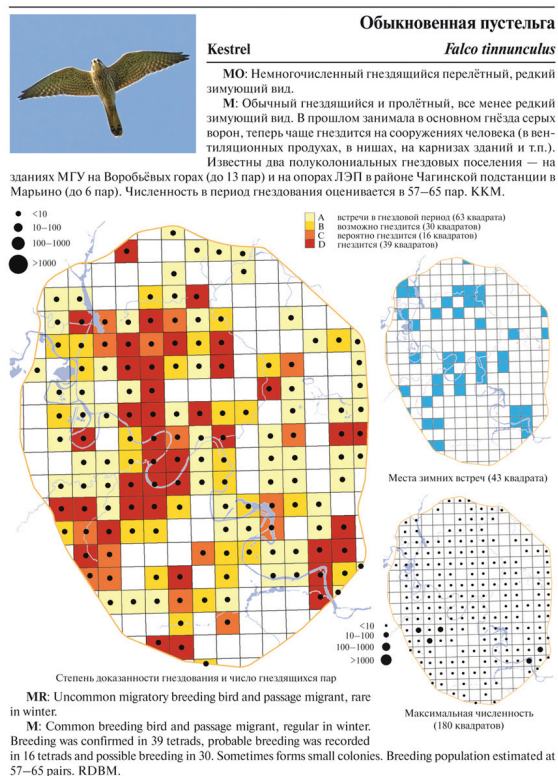 Обыкновенная пустельга
Kestrel Falco tinnunculus
МО: Немногочисленный гнездящийся перелётный, редкий
зимующий вид.
М: Обычный гнездящийся и пролётный, все менее редкий
зимующий вид. В прошлом занимала в основном гнёзда серых
ворон, теперь чаще гнездится на сооружениях человека (в вен-
тиляционных продухах, в нишах, на карнизах зданий и т.п.).
Известны два полуколониальных гнездовых поселения — на
зданиях МГУ на Воробьёвых горах (до 13 пар) и на опорах ЛЭП в районе Чагинской подстанции в
Марьино (до 6 пар). Численность в период гнездования оценивается в 57–65 пар. ККМ.
<10
10–100
100–1000
>1000
A встречи в гнездовой период (63 квадрата)
B возможно гнездится (30 квадратов)
C вероятно гнездится (16 квадратов)
D гнездится (39 квадратов)
Места зимних встреч (43 квадрата)
<10
10–100
100–1000
>1000
Степень доказанности гнездования и число гнездящихся пар
Максимальная численность
(180 квадратов)
MR: Uncommon migratory breeding bird and passage migrant, rare
in winter.
M: Common breeding bird and passage migrant, regular in winter.
Breeding was confirmed in 39 tetrads, probable breeding was recorded
in 16 tetrads and possible breeding in 30. Sometimes forms small colonies. Breeding population estimated at
57–65 pairs. RDBM.